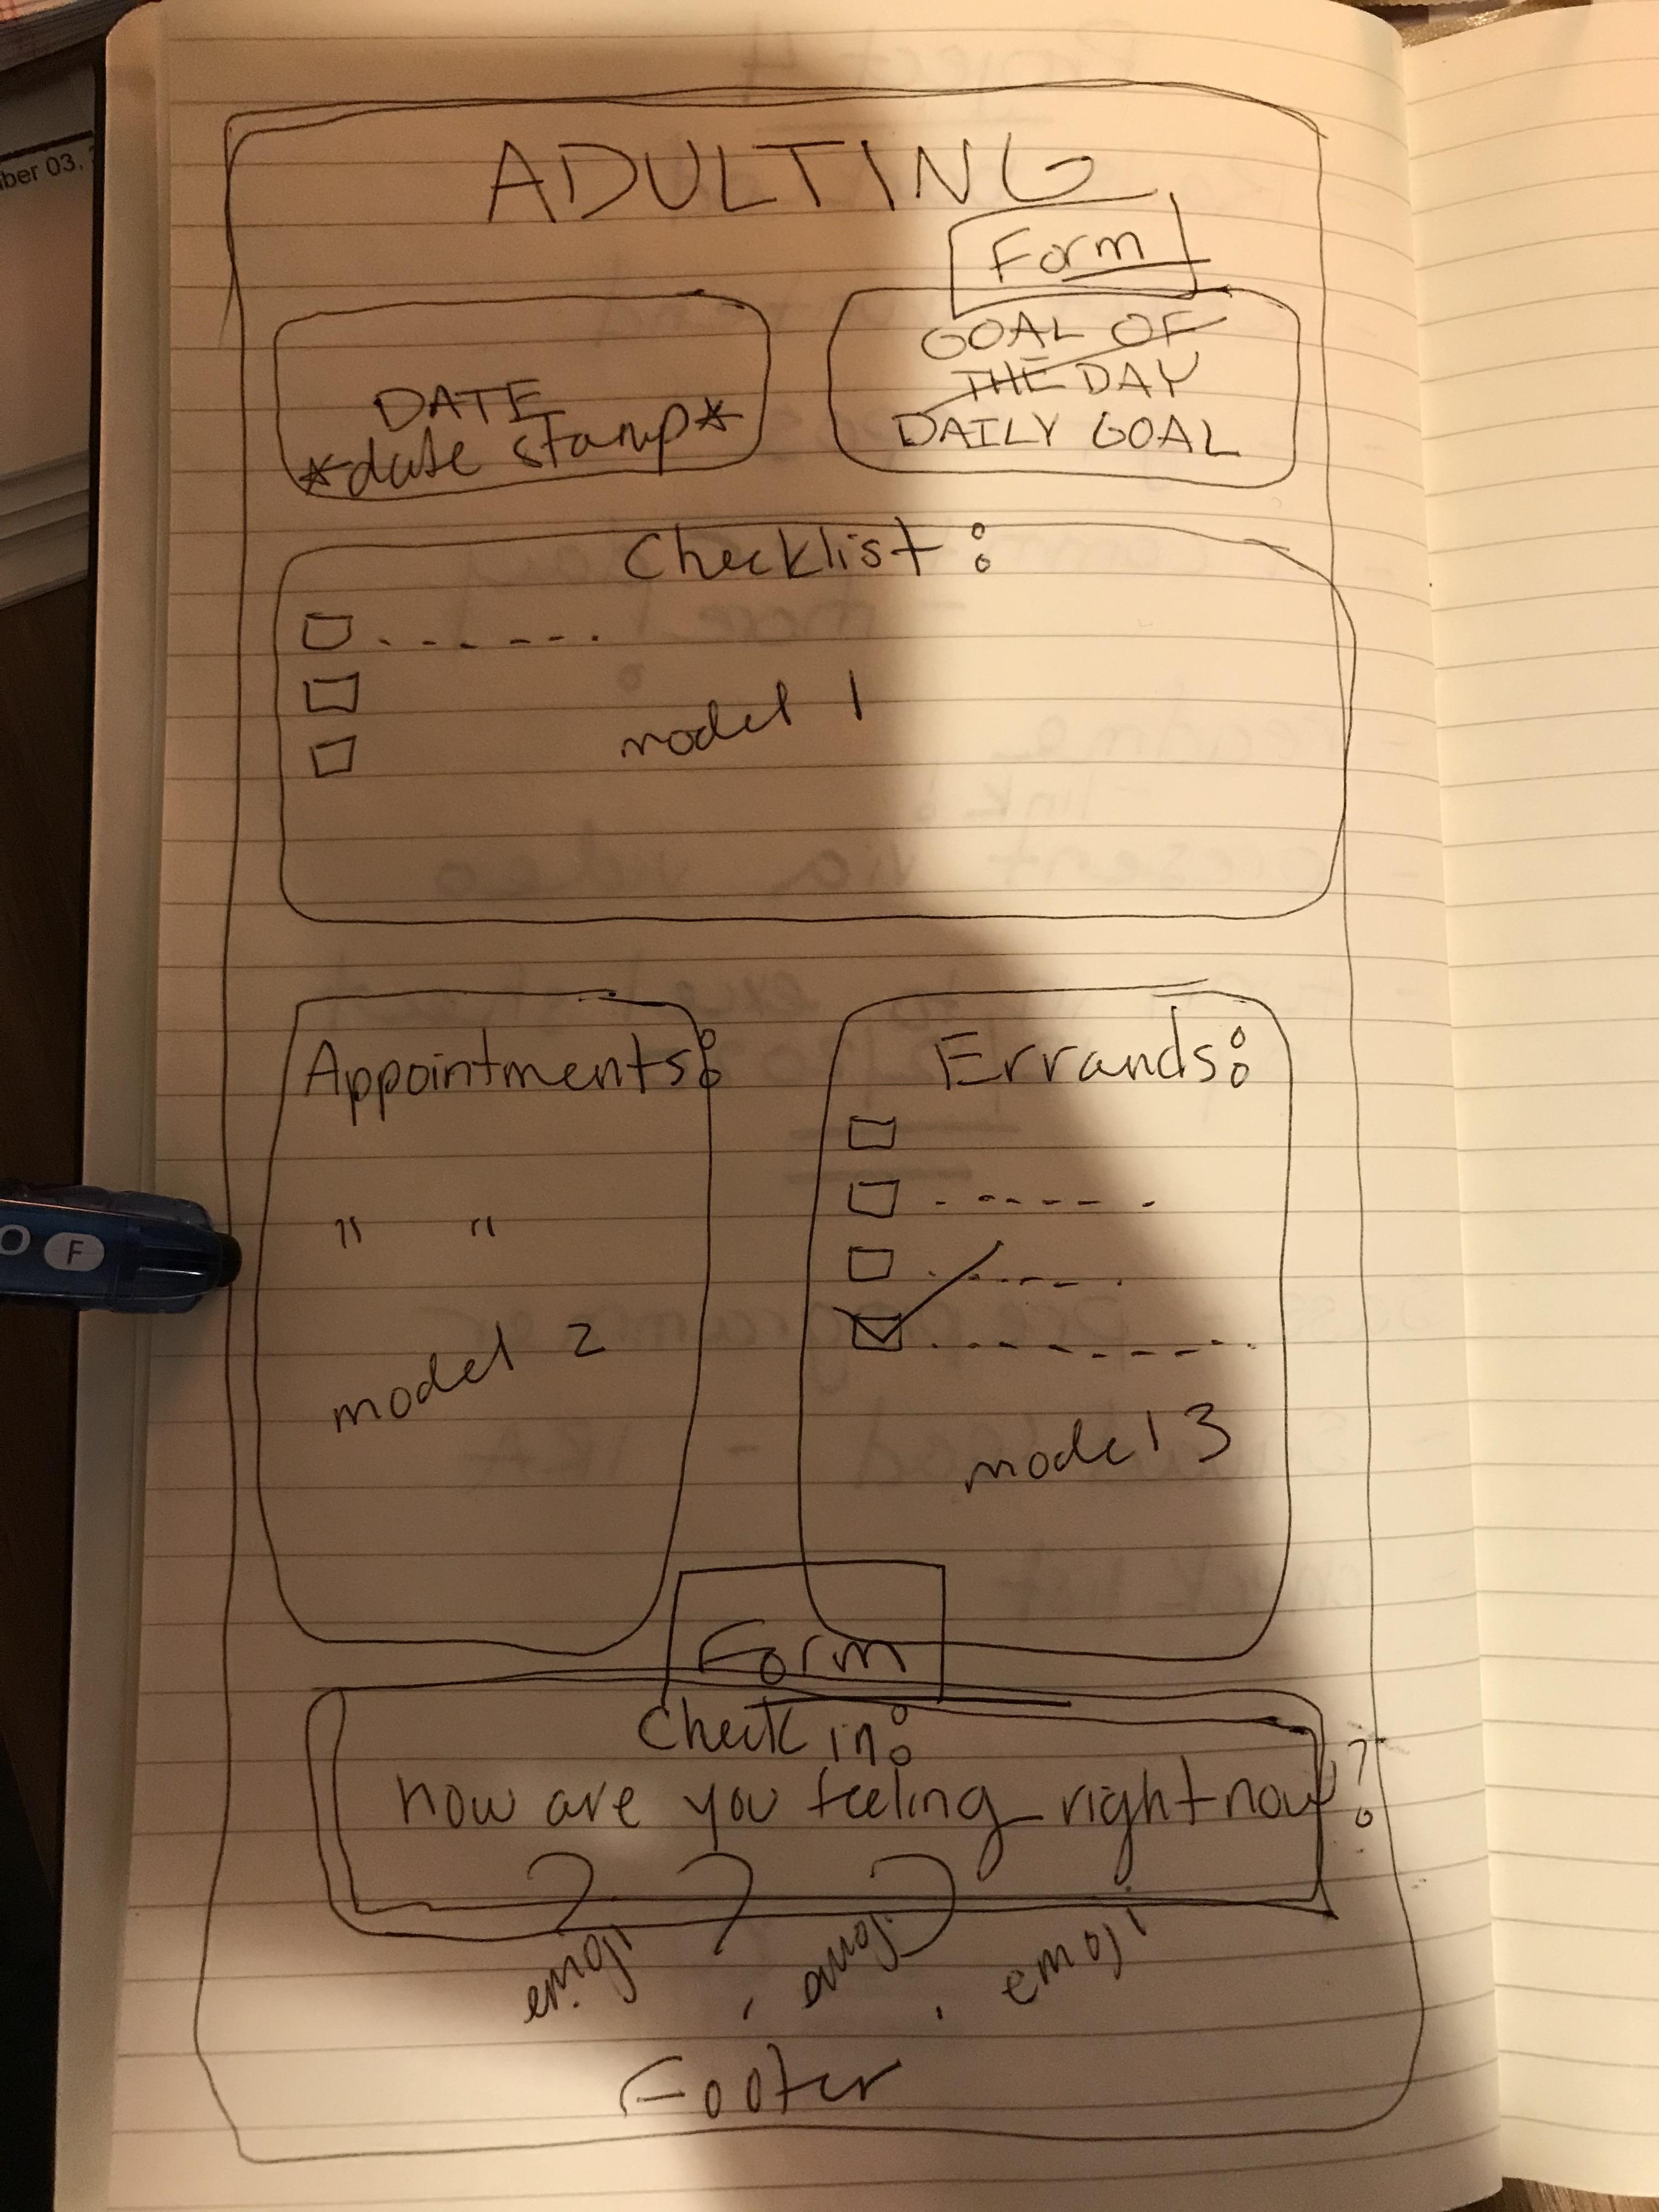 ber 03,
ADULTING
Form
DATE
*date stamp*
GOAL OF
THE DAY
DAILY GOAL
Checklist:
model 1
Appointments:
" "
model 2
F
Errands:
model 3
Form
Check in:
how are you feeling right now?
emoji, emoji, emoji
Footer